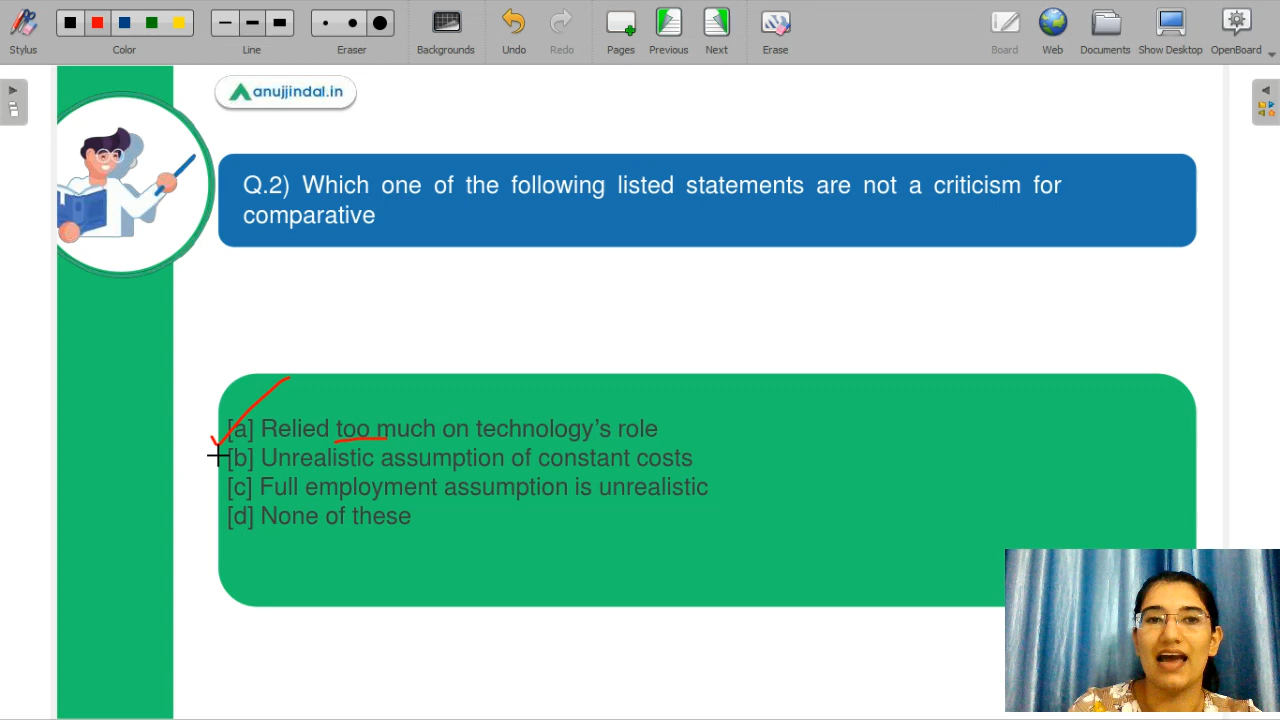 Stylus
Color
Line
Eraser
Backgrounds
Undo
Redo
Pages
Previous
Next
Erase
Board
Web
Documents
Show Desktop
OpenBoard
anujjindal.in
Q.2) Which one of the following listed statements are not a criticism for
comparative
[a] Relied too much on technology’s role
[b] Unrealistic assumption of constant costs
[c] Full employment assumption is unrealistic
[d] None of these